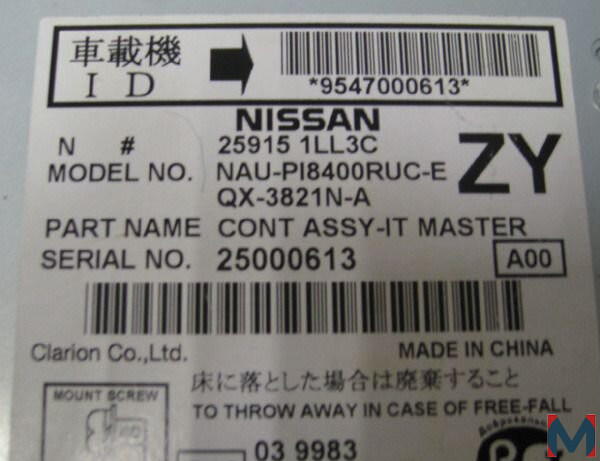 車載機
ID
*9547000613*
NISSAN
N # 25915 1LL3C
ZY
MODEL NO. NAU-PI8400RUC-E
QX-3821N-A
PART NAME CONT ASSY-IT MASTER
SERIAL NO. 25000613 A00
Clarion Co.,Ltd. MADE IN CHINA
床に落とした場合は廃棄すること
MOUNT SCREW
TO THROW AWAY IN CASE OF FREE-FALL
03 9983
M